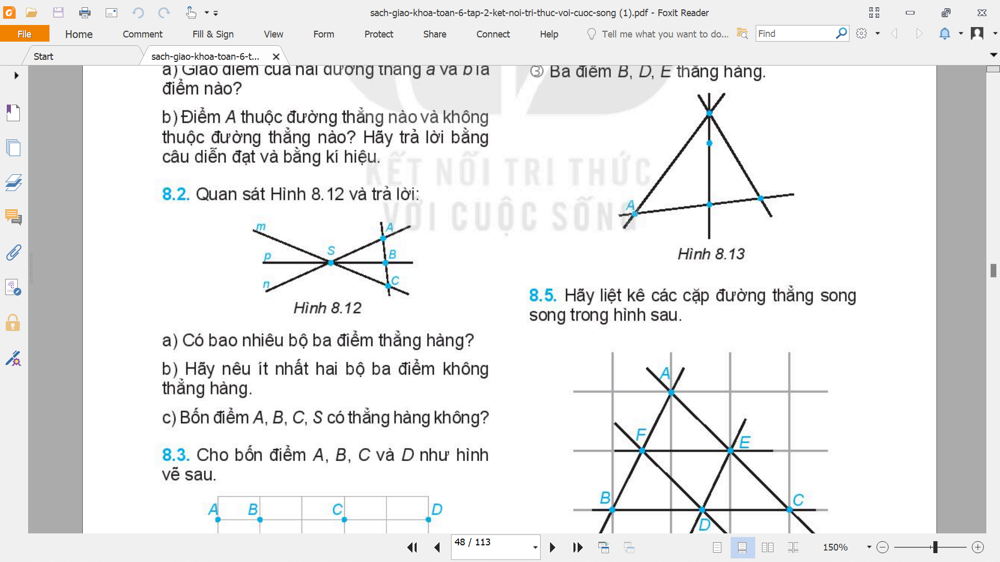 sach-giao-khoa-toan-6-tap-2-ket-noi-tri-thuc-voi-cuoc-song (1).pdf - Foxit Reader
File Home Comment Fill & Sign View Form Protect Share Connect Help Tell me what you want to do... Find
Start sach-giao-khoa-toan-6-t...
a) Giao điểm của hai đường thẳng a và b là
điểm nào?
b) Điểm A thuộc đường thẳng nào và không
thuộc đường thẳng nào? Hãy trả lời bằng
câu diễn đạt và bằng kí hiệu.
8.2. Quan sát Hình 8.12 và trả lời:
m
A
S
p
B
n
C
Hình 8.12
a) Có bao nhiêu bộ ba điểm thẳng hàng?
b) Hãy nêu ít nhất hai bộ ba điểm không
thẳng hàng.
c) Bốn điểm A, B, C, S có thẳng hàng không?
8.3. Cho bốn điểm A, B, C và D như hình
vẽ sau.
A B C D
③ Ba điểm B, D, E thẳng hàng.
A
Hình 8.13
8.5. Hãy liệt kê các cặp đường thẳng song
song trong hình sau.
A
F
E
B
C
D
KẾT NỐI TRI THỨC
VỚI CUỘC SỐNG
48 / 113
150%